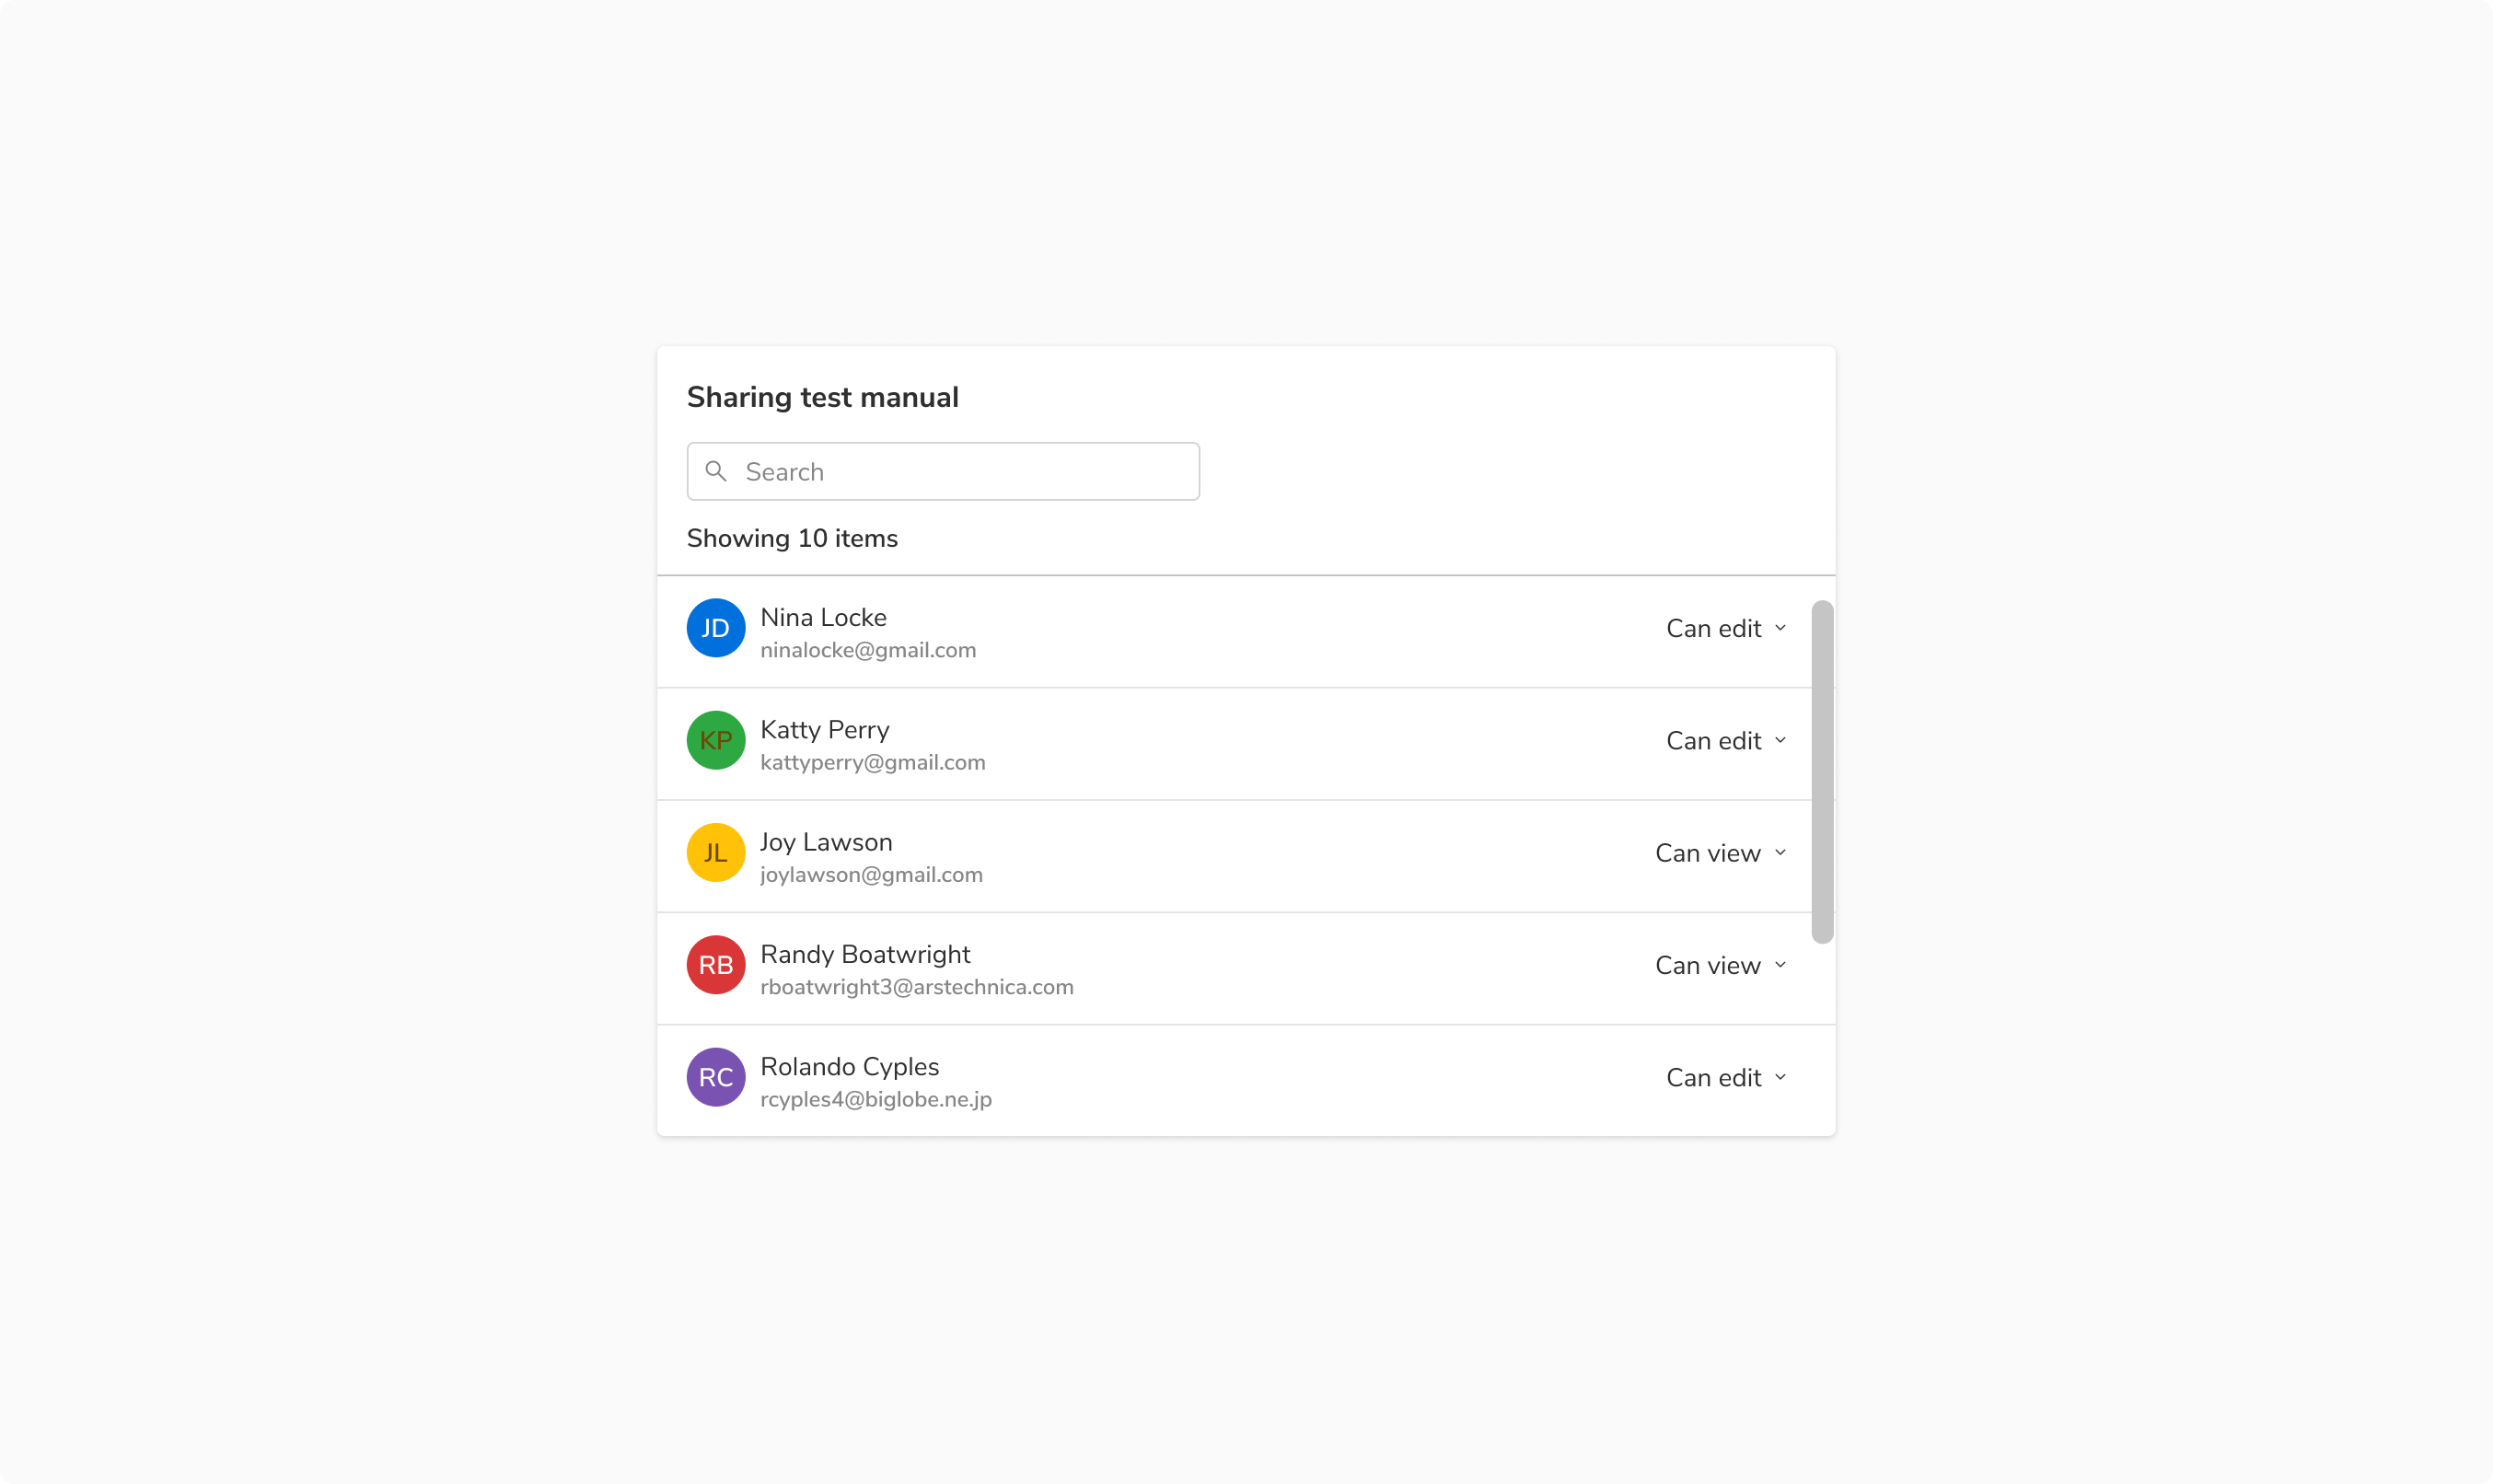 Sharing test manual
Search
Showing 10 items
JD Nina Locke Can edit
ninalocke@gmail.com
KP Katty Perry Can edit
kattyperry@gmail.com
JL Joy Lawson Can view
joylawson@gmail.com
RB Randy Boatwright Can view
rboatwright3@arstechnica.com
RC Rolando Cyples Can edit
rcyples4@biglobe.ne.jp